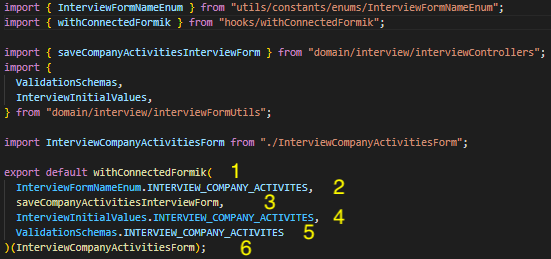 import { InterviewFormNameEnum } from "utils/constants/enums/InterviewFormNameEnum";
import { withConnectedFormik } from "hooks/withConnectedFormik";
import { saveCompanyActivitiesInterviewForm } from "domain/interview/interviewControllers";
import {
ValidationSchemas,
InterviewInitialValues,
} from "domain/interview/interviewFormUtils";
import InterviewCompanyActivitiesForm from "./InterviewCompanyActivitiesForm";
export default withConnectedFormik( 1
InterviewFormNameEnum.INTERVIEW_COMPANY_ACTIVITES, 2
saveCompanyActivitiesInterviewForm, 3
InterviewInitialValues.INTERVIEW_COMPANY_ACTIVITES, 4
ValidationSchemas.INTERVIEW_COMPANY_ACTIVITES 5
)(InterviewCompanyActivitiesForm); 6